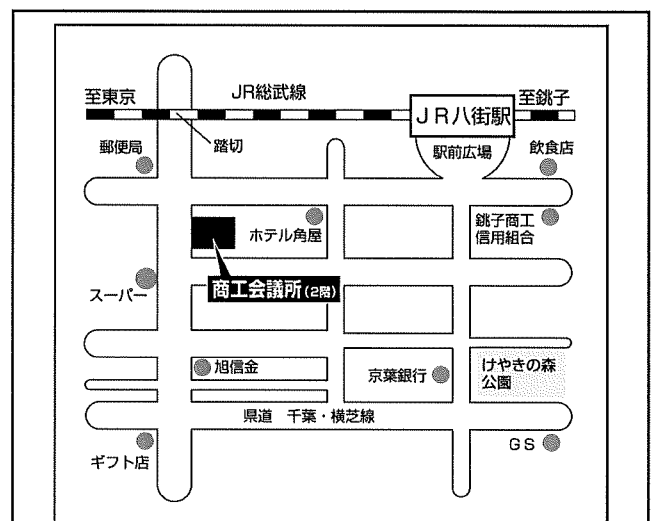 至東京
JR総武線
JR八街駅
至銚子
郵便局
踏切
駅前広場
飲食店
ホテル角屋
銚子商工
信用組合
商工会議所(2階)
スーパー
旭信金
京葉銀行
けやきの森
公園
県道 千葉・横芝線
ギフト店
GS